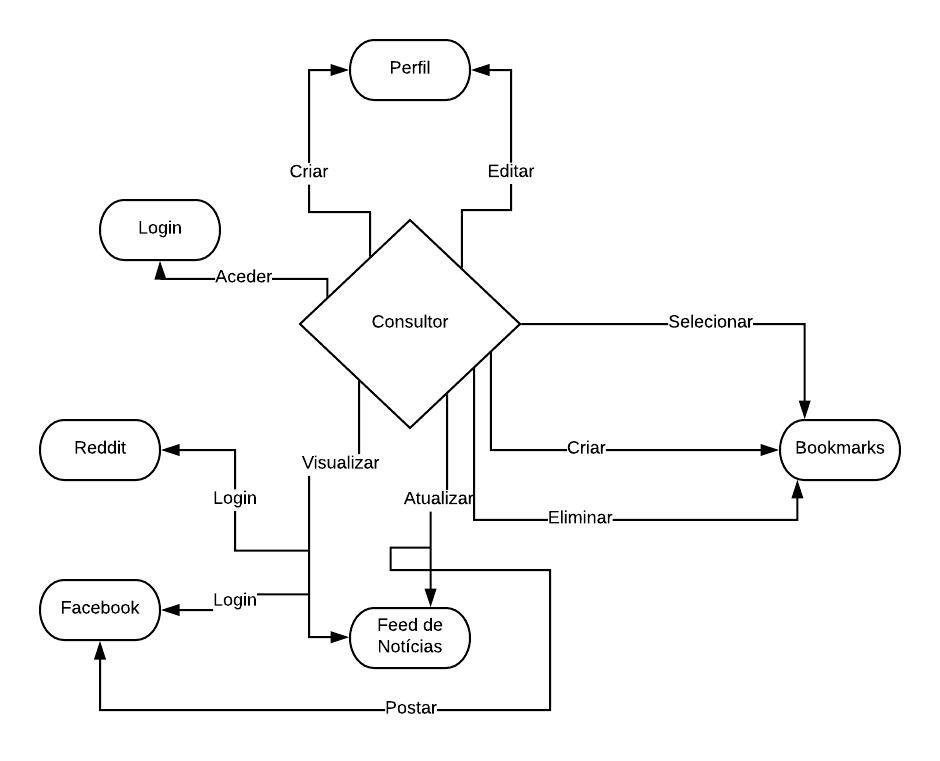 Perfil
Criar
Editar
Login
Aceder
Consultor
Selecionar
Reddit
Visualizar
Criar
Bookmarks
Login
Atualizar
Eliminar
Facebook
Login
Feed de
Notícias
Postar